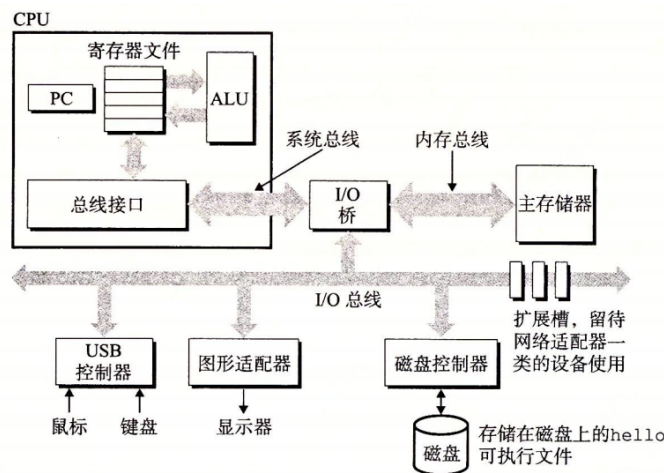 CPU
寄存器文件
PC
ALU
系统总线
内存总线
总线接口
I/O
桥
主存储器
I/O 总线
扩展槽，留待
网络适配器一
类的设备使用
USB
控制器
图形适配器
磁盘控制器
鼠标
键盘
显示器
磁盘
存储在磁盘上的hello
可执行文件